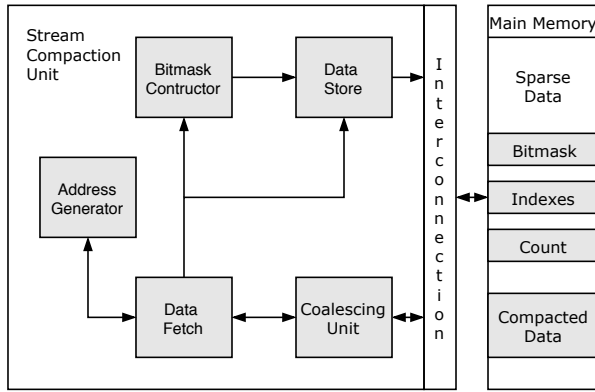 Stream
Compaction
Unit
Bitmask
Contructor
Data
Store
Address
Generator
Data
Fetch
Coalescing
Unit
Interconnection
Main Memory
Sparse
Data
Bitmask
Indexes
Count
Compacted
Data